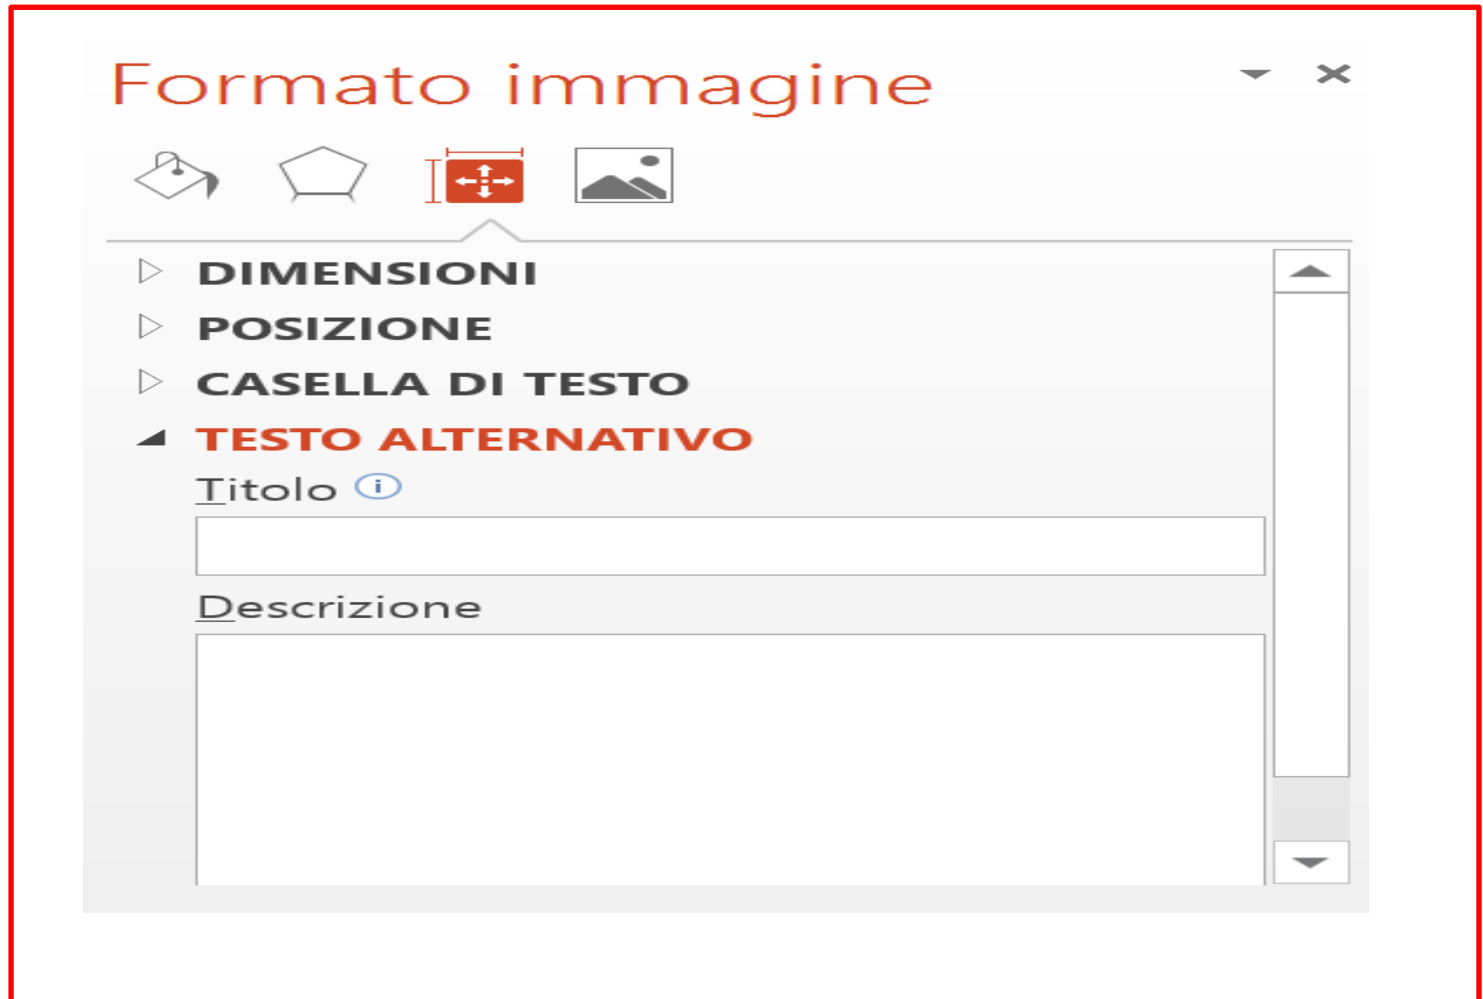 Formato immagine
DIMENSIONI
POSIZIONE
CASELLA DI TESTO
TESTO ALTERNATIVO
Titolo
Descrizione